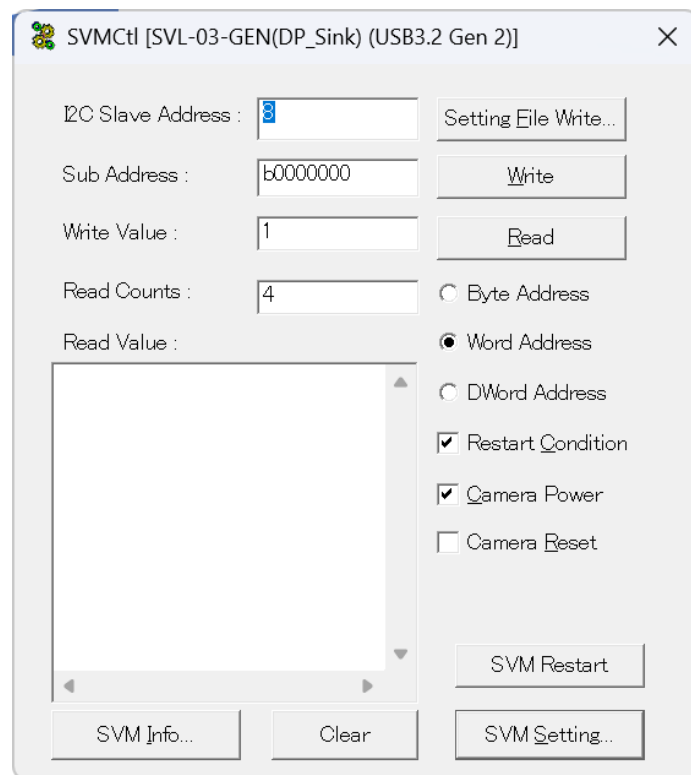 SVMCtl [SVL-03-GEN(DP_Sink) (USB3.2 Gen 2)]
I2C Slave Address : 8 Setting File Write...
Sub Address : b0000000 Write
Write Value : 1 Read
Read Counts : 4 Byte Address
Read Value : Word Address
DWord Address
Restart Condition
Camera Power
Camera Reset
SVM Restart
SVM Info... Clear SVM Setting...